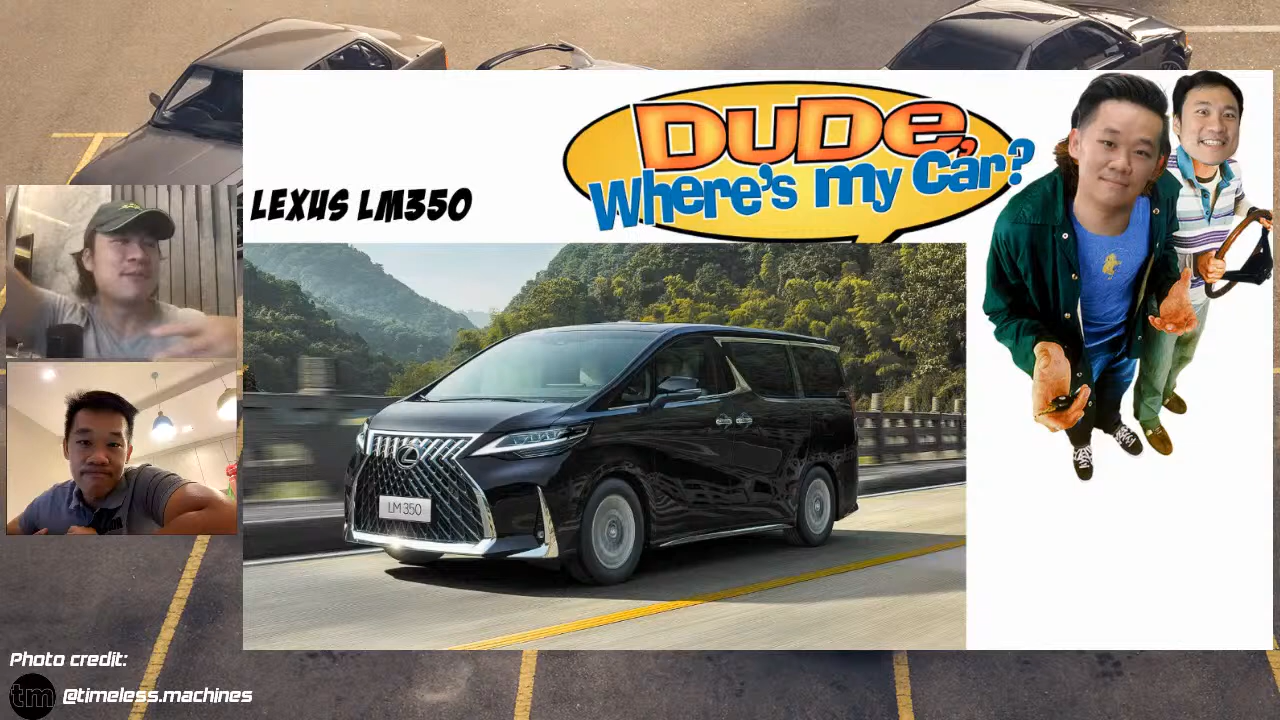 DUDE,
Where's my Car?
LEXUS LM350
LM 350
Photo credit:
tm @timeless.machines